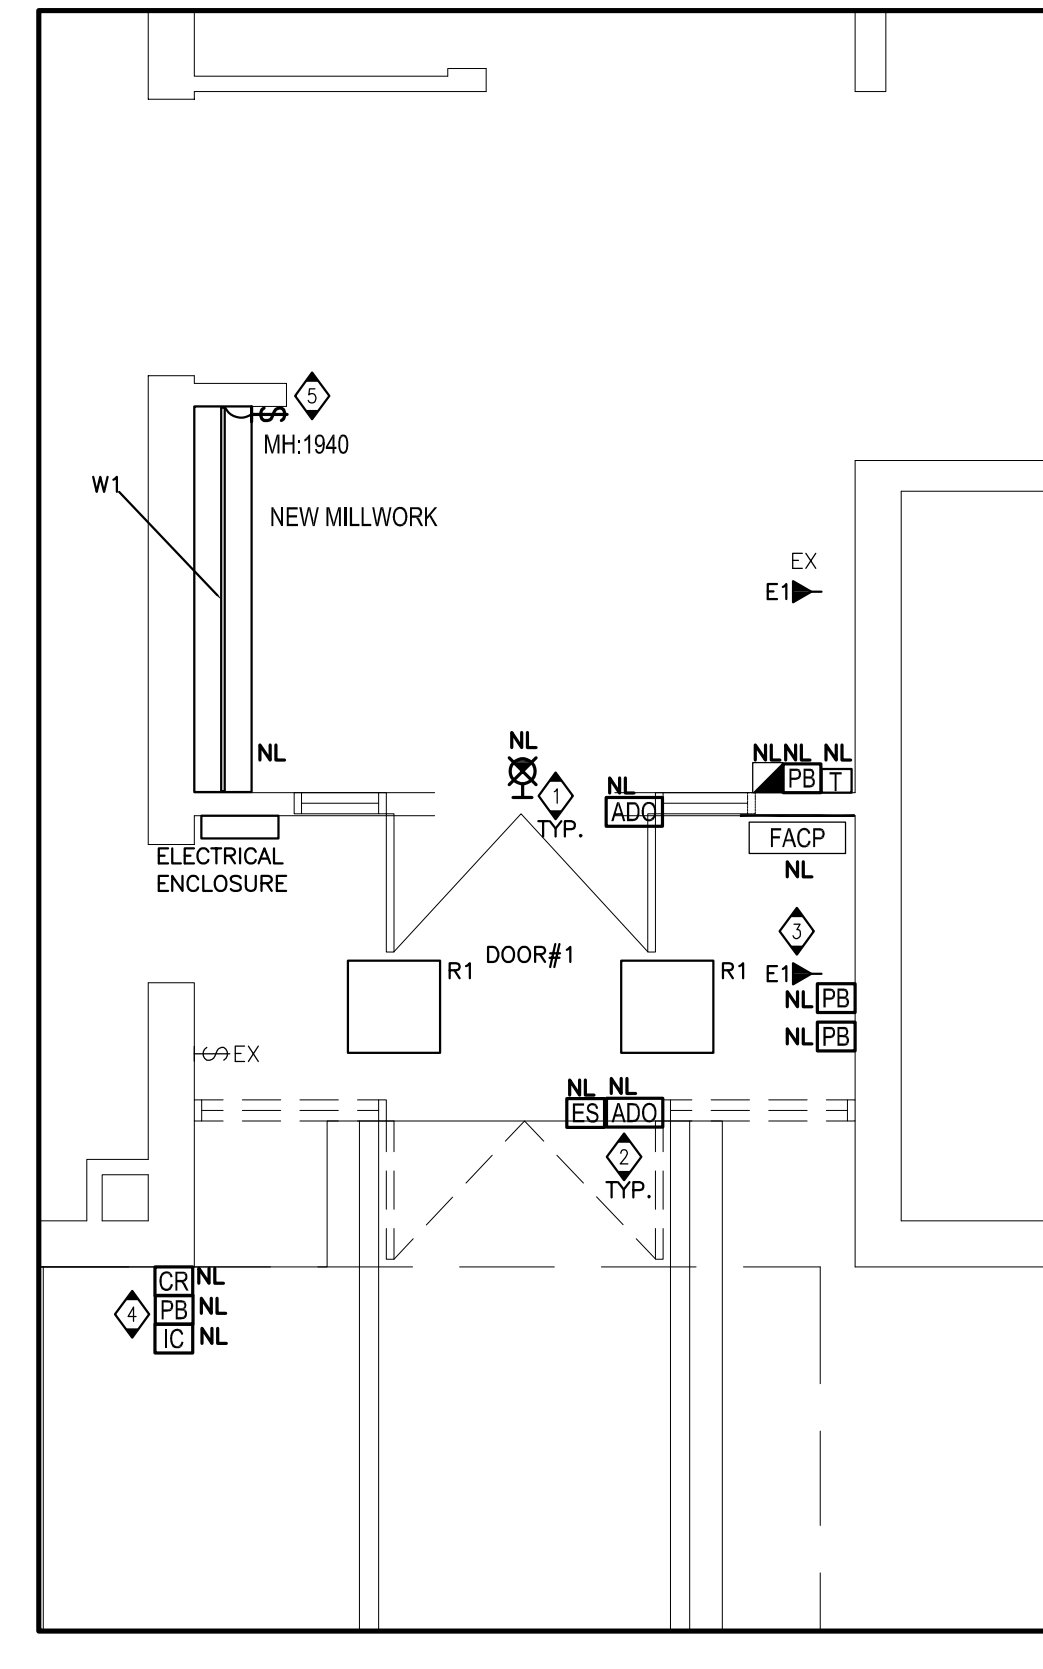 5
S
MH:1940
W1
NEW MILLWORK
EX
E1
NL
NL
NL
NL NL NL
1
TYP.
ADO
PB
T
FACP
NL
ELECTRICAL
ENCLOSURE
3
DOOR#1
R1
R1
E1
NL PB
NL PB
S EX
NL NL
ES ADO
2
TYP.
CR NL
4
PB NL
IC NL